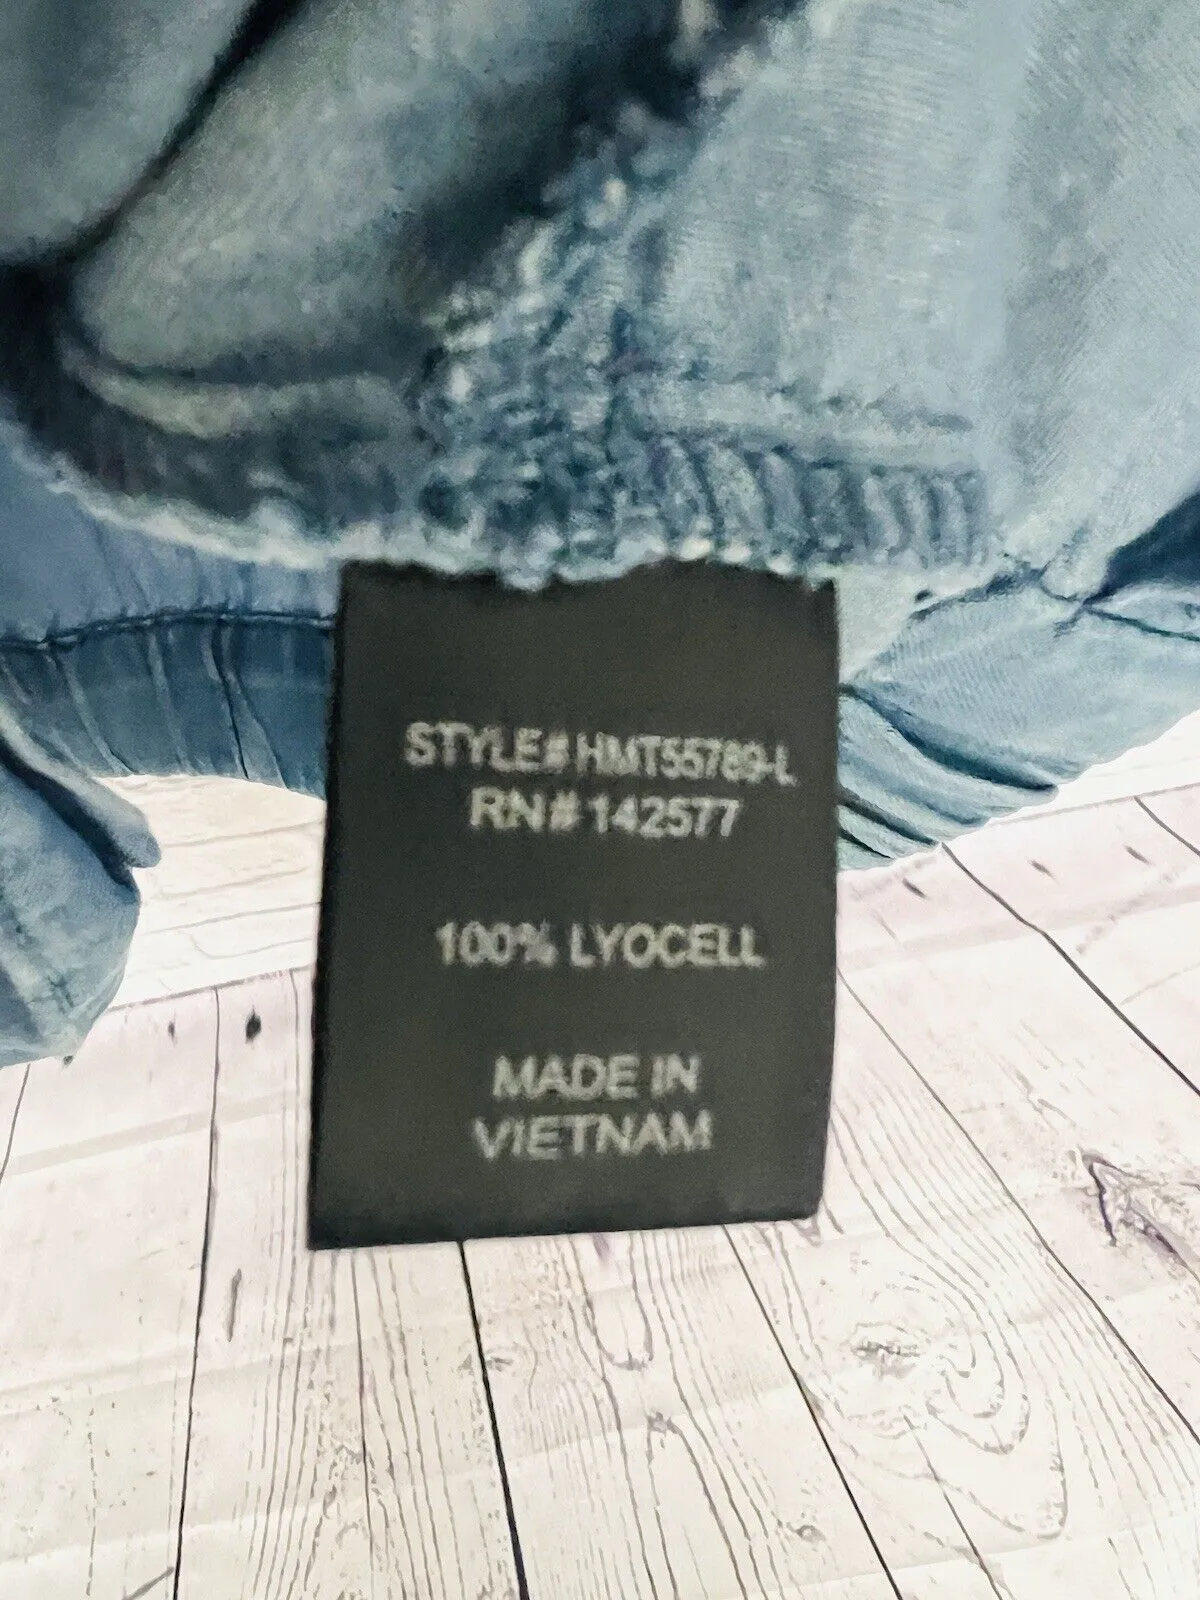 STYLE# HMT55789-L
RN# 142577
100% LYOCELL
MADE IN
VIETNAM